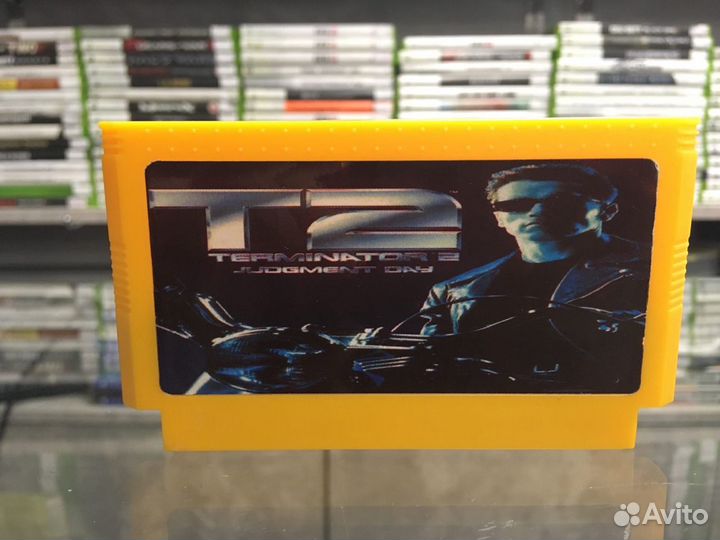 T2
TERMINATOR 2
JUDGMENT DAY
Avito